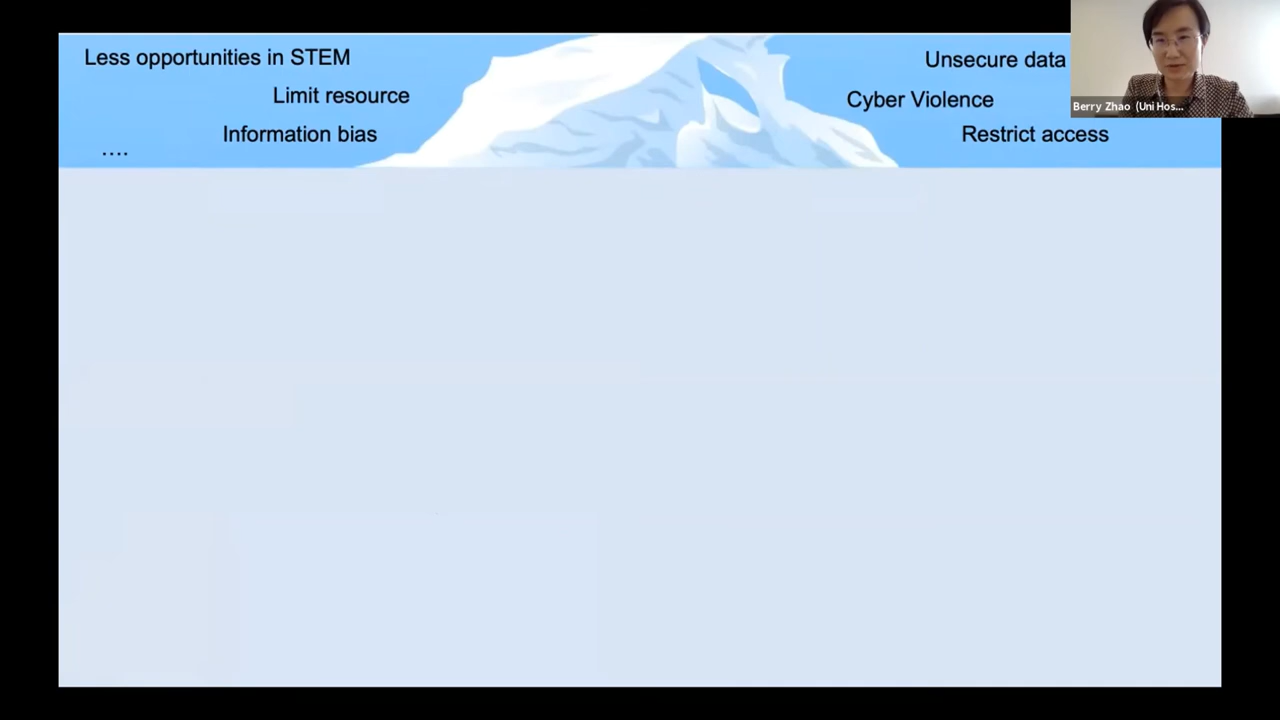 Less opportunities in STEM
Limit resource
Information bias
....
Unsecure data
Cyber Violence
Restrict access
Berry Zhao (Uni Hos...